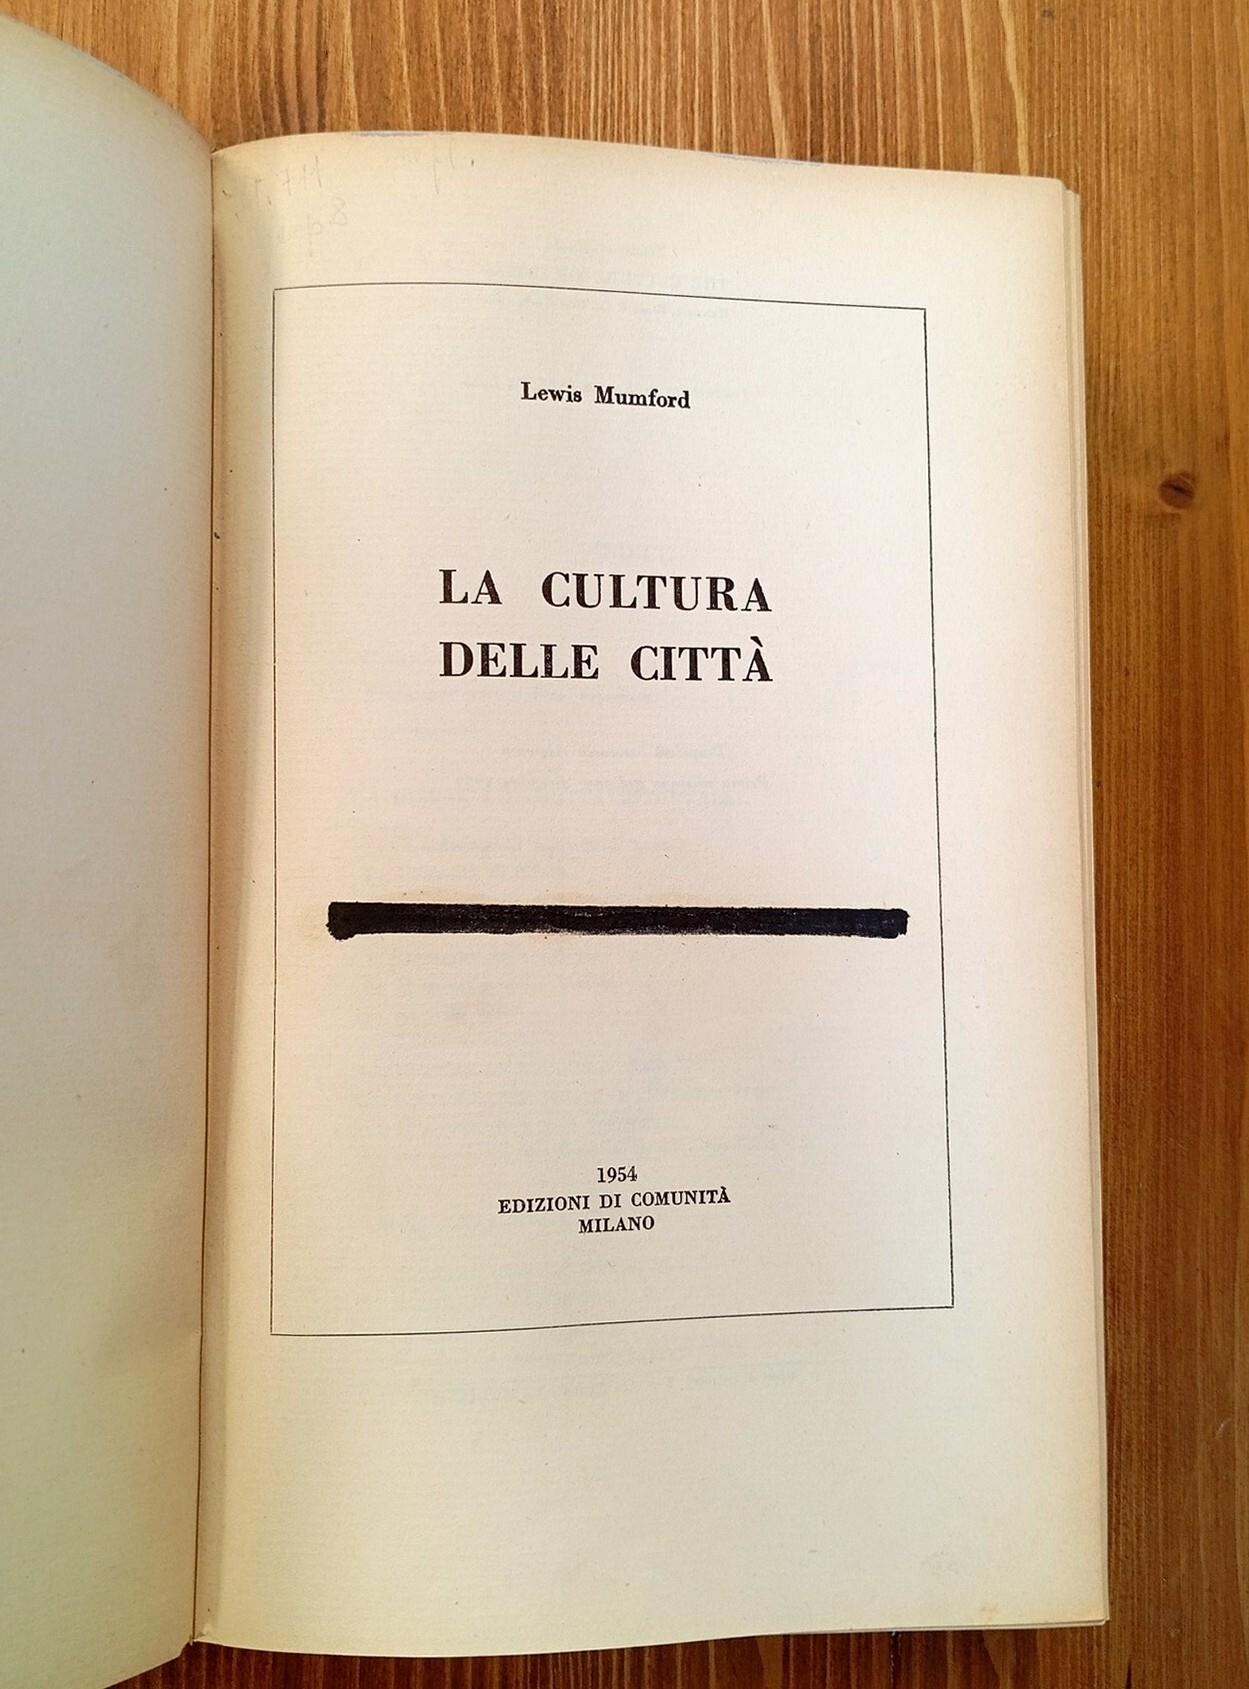 Lewis Mumford
LA CULTURA
DELLE CITTÀ
1954
EDIZIONI DI COMUNITÀ
MILANO